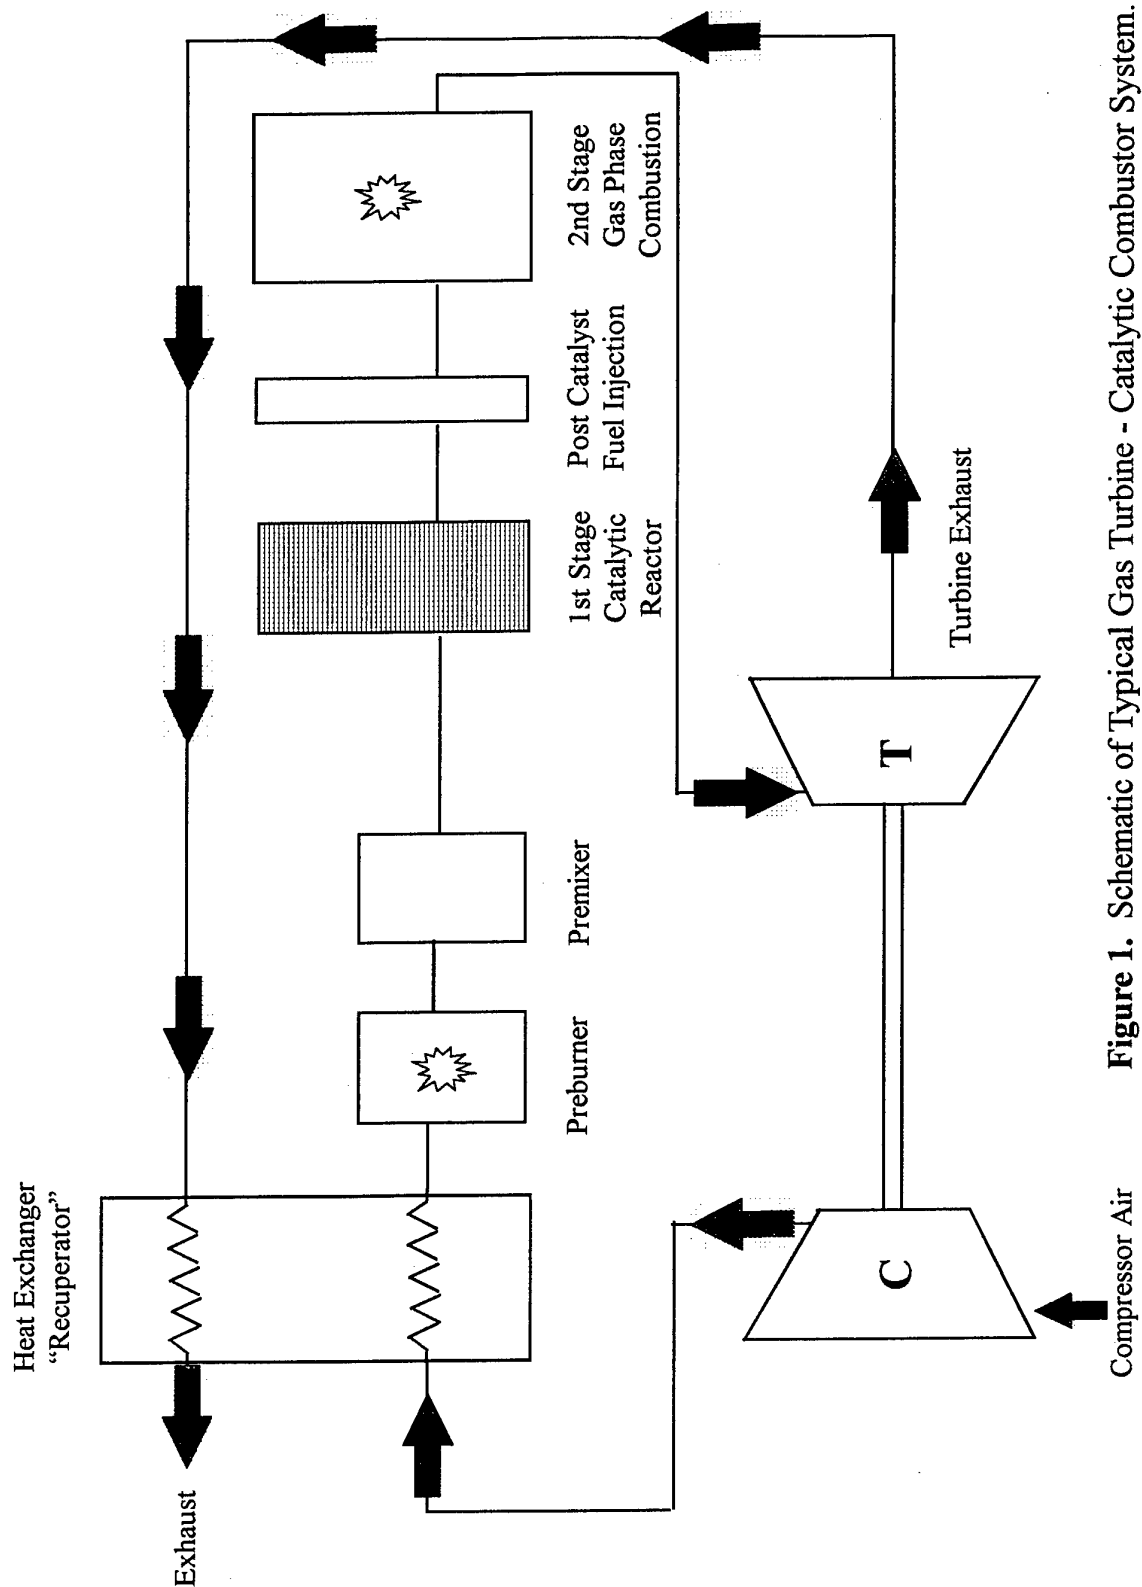 Heat Exchanger
“Recuperator”
Exhaust
Preburner
Premixer
1st Stage
Catalytic
Reactor
Post Catalyst
Fuel Injection
2nd Stage
Gas Phase
Combustion
C
T
Compressor Air
Turbine Exhaust
Figure 1. Schematic of Typical Gas Turbine - Catalytic Combustor System.